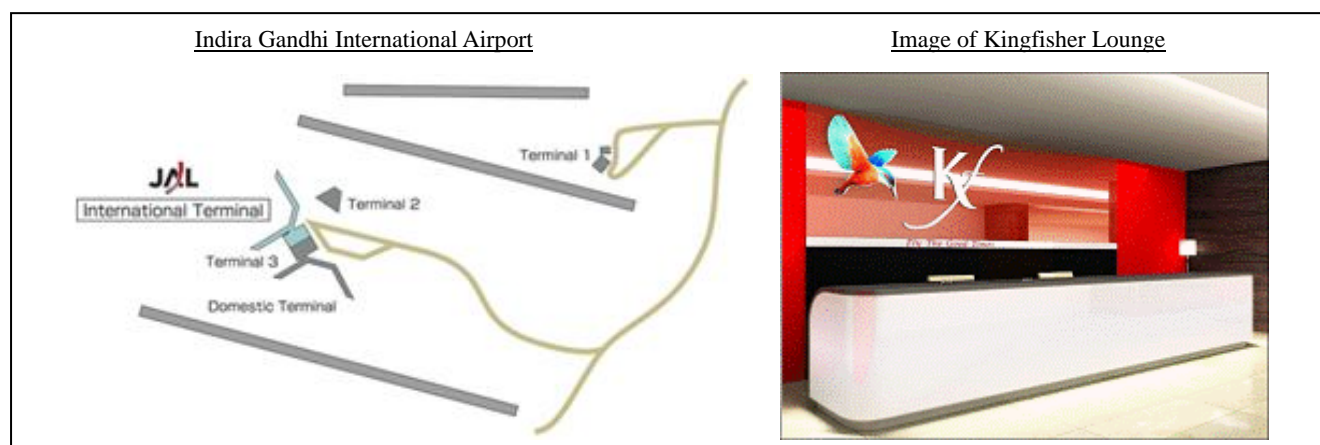 Indira Gandhi International Airport
Image of Kingfisher Lounge
Terminal 1
JAL
International Terminal
Terminal 2
Terminal 3
Domestic Terminal
Kf
Fly The Good Times